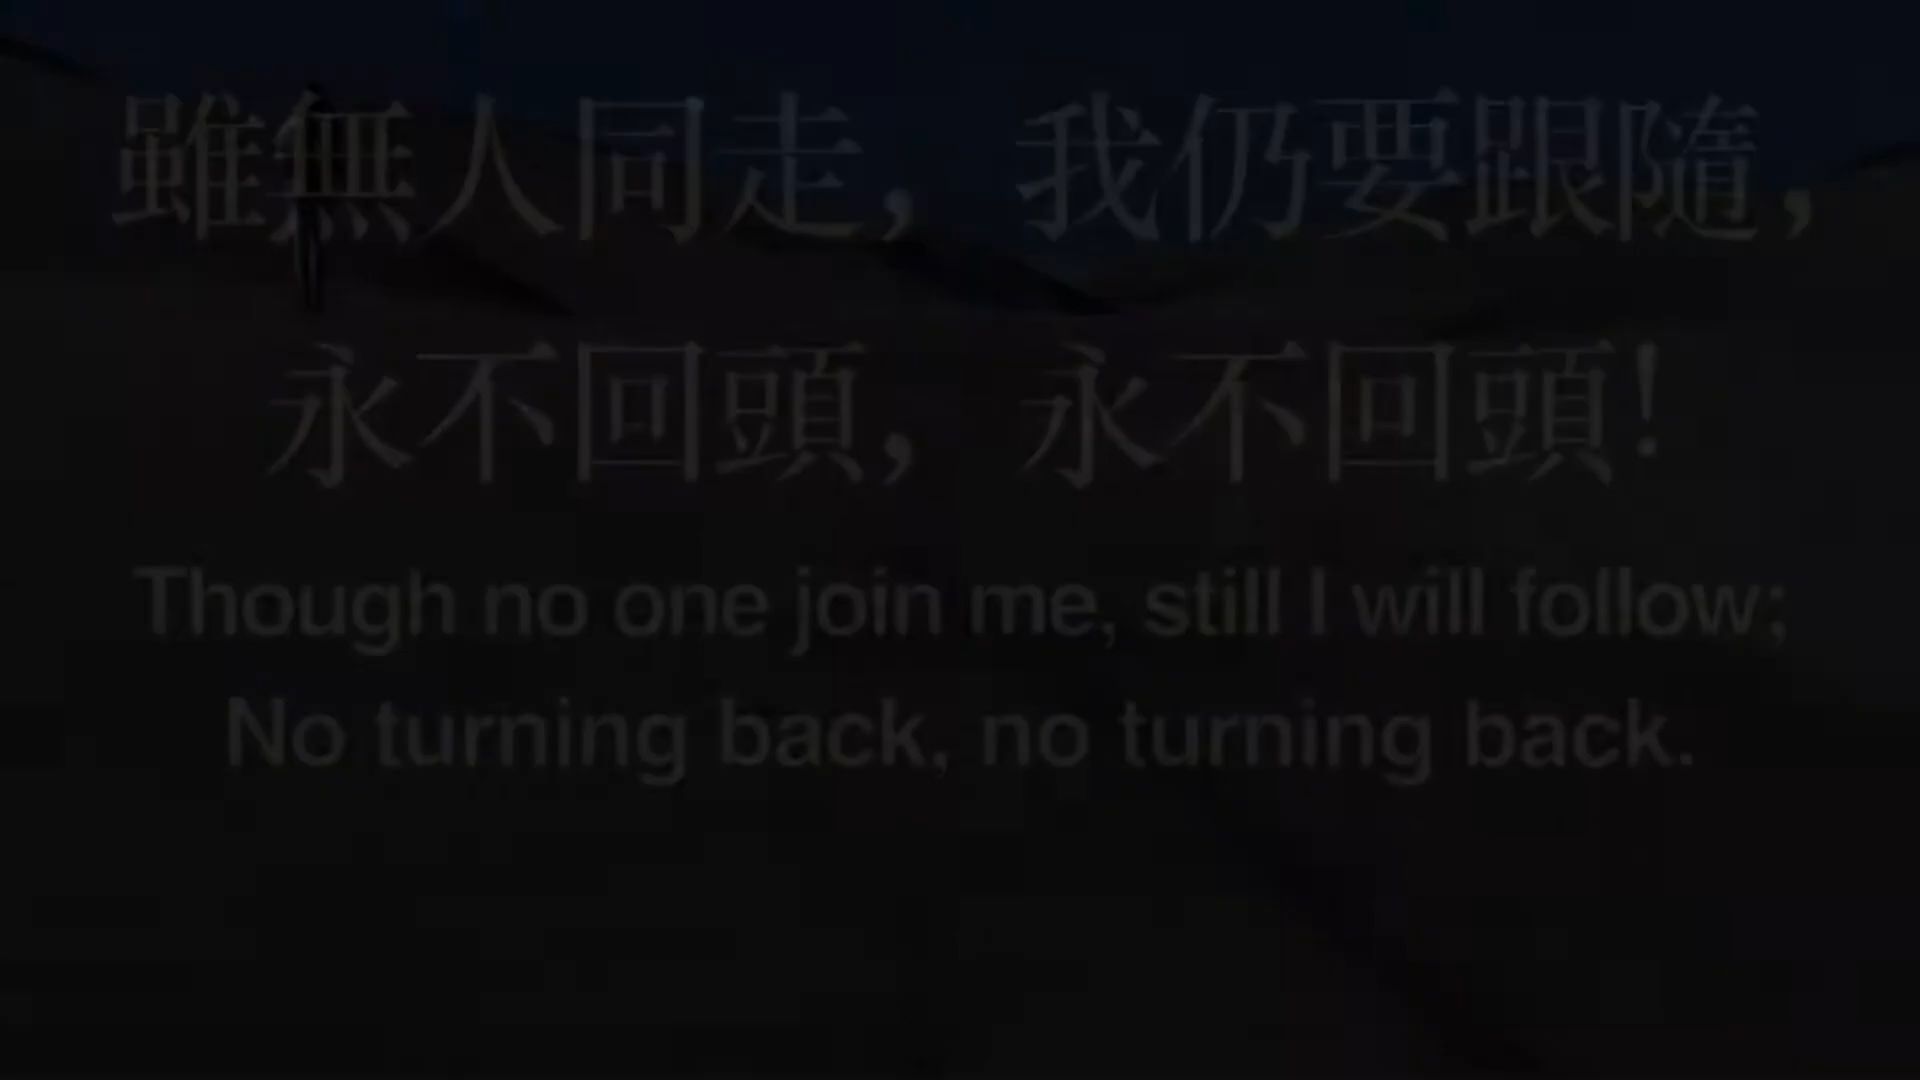 雖無人同走，我仍要跟隨，
永不回頭，永不回頭！
Though no one join me, still I will follow;
No turning back, no turning back.